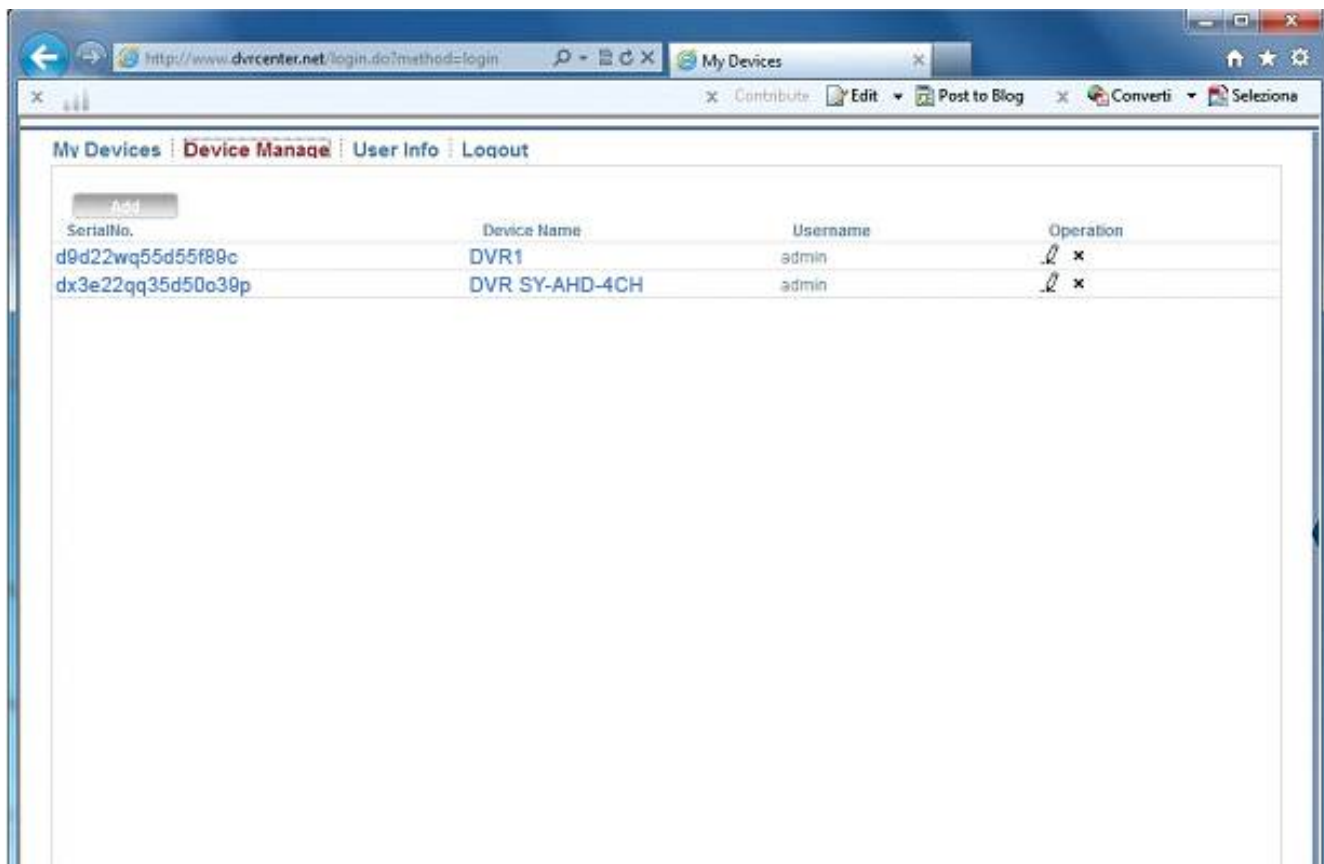 http://www.dvrcenter.net/login.do?method=login My Devices
Contribute Edit Post to Blog Converti Seleziona
My Devices Device Manage User Info Logout
Add
SerialNo. Device Name Username Operation
d9d22wq55d55f89c DVR1 admin
dx3e22qq35d50o39p DVR SY-AHD-4CH admin